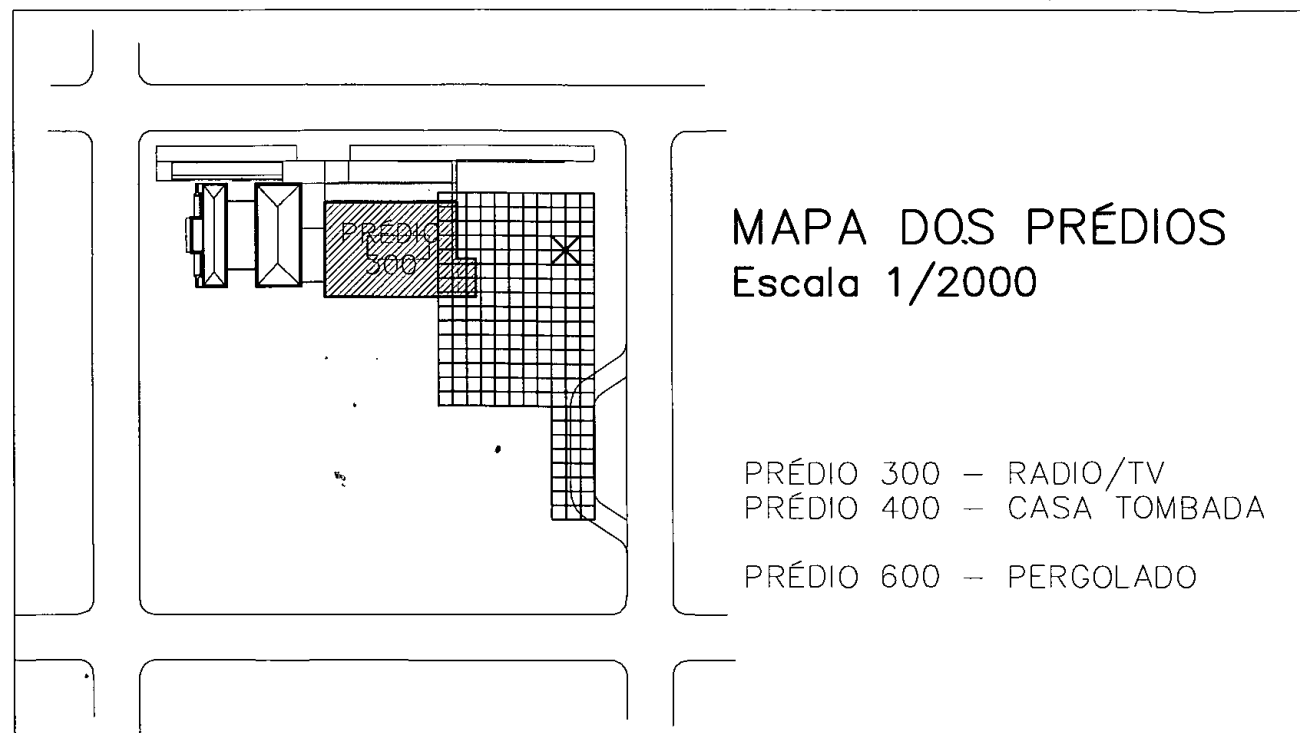 PRÉDIO
300
MAPA DOS PRÉDIOS
Escala 1/2000
PRÉDIO 300 – RADIO/TV
PRÉDIO 400 – CASA TOMBADA
PRÉDIO 600 – PERGOLADO